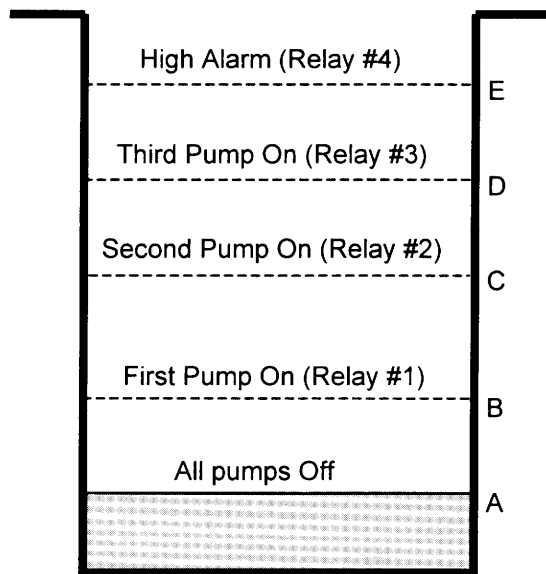 High Alarm (Relay #4)
E
Third Pump On (Relay #3)
D
Second Pump On (Relay #2)
C
First Pump On (Relay #1)
B
All pumps Off
A